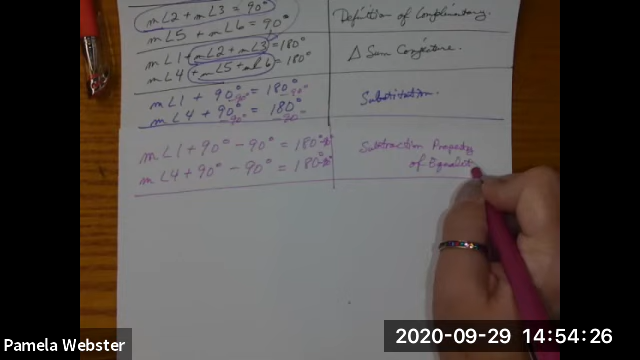 m∠2 + m∠3 = 90° Definition of Complementary.
m∠5 + m∠6 = 90°
m∠1 + m∠2 + m∠3 = 180° △ Sum Conjecture.
m∠4 + m∠5 + m∠6 = 180°
m∠1 + 90° = 180° Substitution.
-90° -90°
m∠4 + 90° = 180°
-90° -90°
m∠1 + 90° - 90° = 180° - Subtraction Property
m∠4 + 90° - 90° = 180° - of Equality
Pamela Webster
2020-09-29 14:54:26